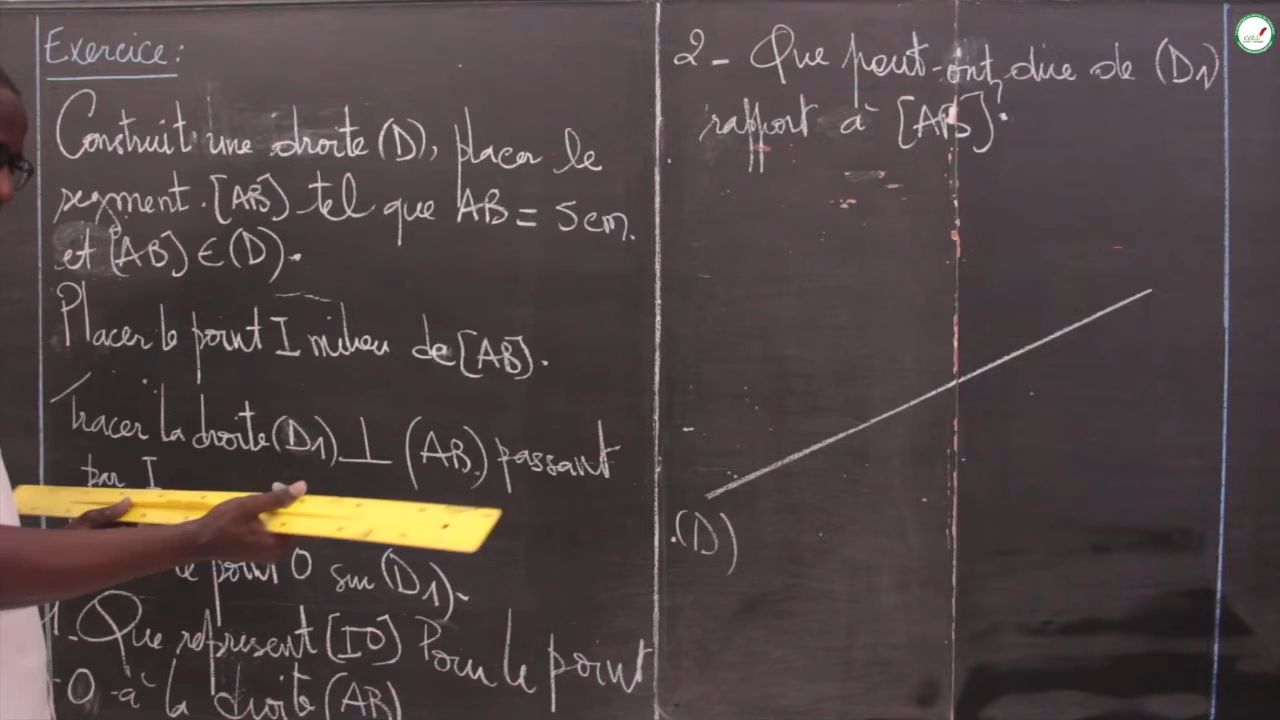 Exercice:
Construit une droite (D), placer le
segment [AB] tel que AB = 5cm.
et [AB] ∈ (D).
Placer le point I milieu de [AB].
Tracer la droite (D1) ⊥ (AB) passant
par I
le point O sur (D1).
1. Que représent [IO] Pour le point
O à la droite (AB)
2 - Que peut-ont dire de (D1)
rapport à [AB]?
(D)
eas